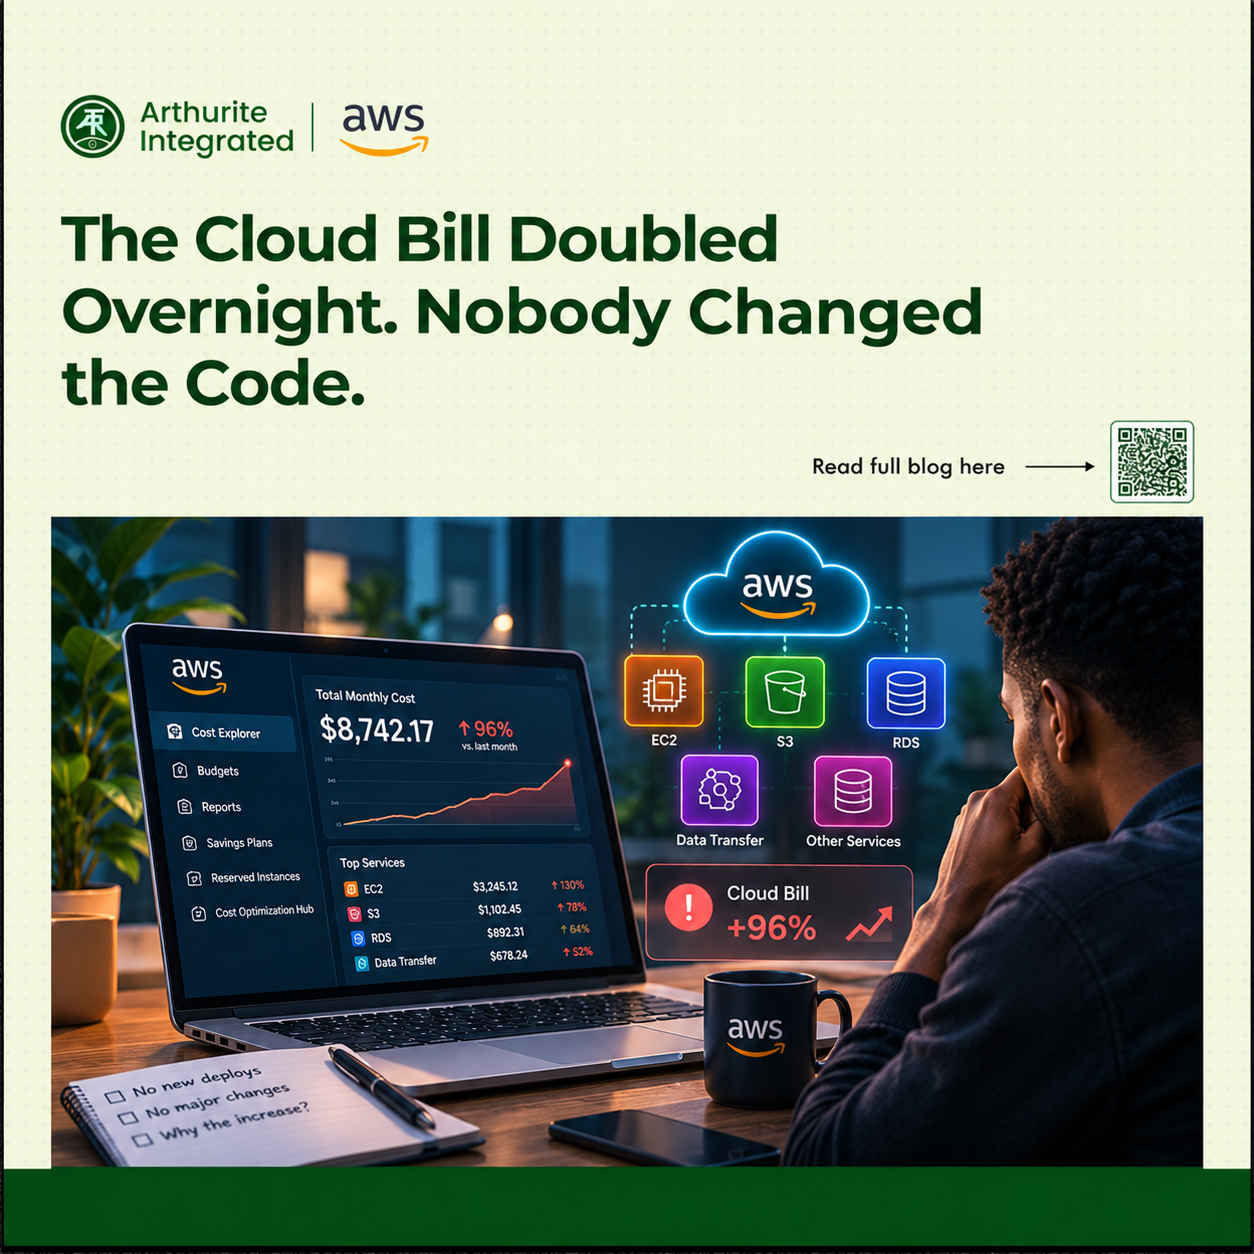 Arthurite
Integrated
aws
The Cloud Bill Doubled
Overnight. Nobody Changed
the Code.
Read full blog here
aws
Cost Explorer
Budgets
Reports
Savings Plans
Reserved Instances
Cost Optimization Hub
Total Monthly Cost
$8,742.17
↑ 96%
vs. last month
Top Services
EC2 $3,245.12 ↑ 130%
S3 $1,102.45 ↑ 78%
RDS $892.31 ↑ 64%
Data Transfer $678.24 ↑ 52%
aws
EC2
S3
RDS
Data Transfer
Other Services
!
Cloud Bill
+96%
aws
No new deploys
No major changes
Why the increase?